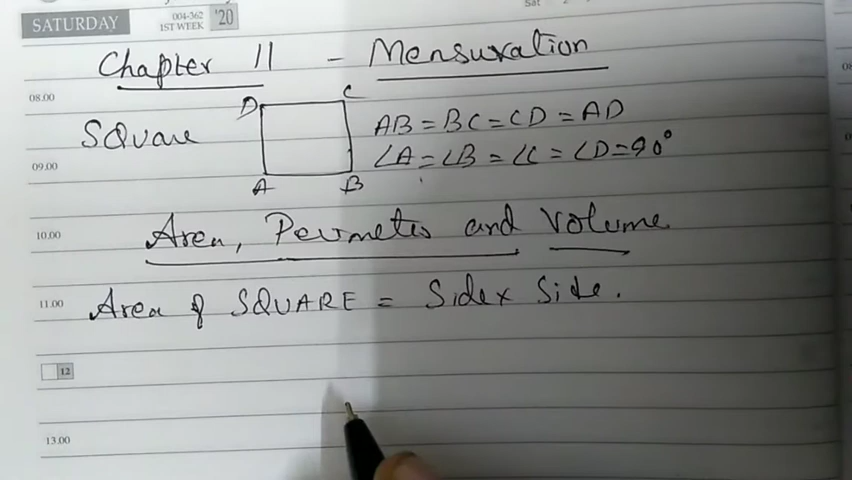 Sat
SATURDAY 004-362 1ST WEEK '20
Chapter 11 - Mensuration
08.00
D C
SQuare AB = BC = CD = AD
09.00 ∠A = ∠B = ∠C = ∠D = 90°
A B
10.00 Area, Perimeter and Volume
11.00 Area of SQUARE = Side x Side.
12
13.00